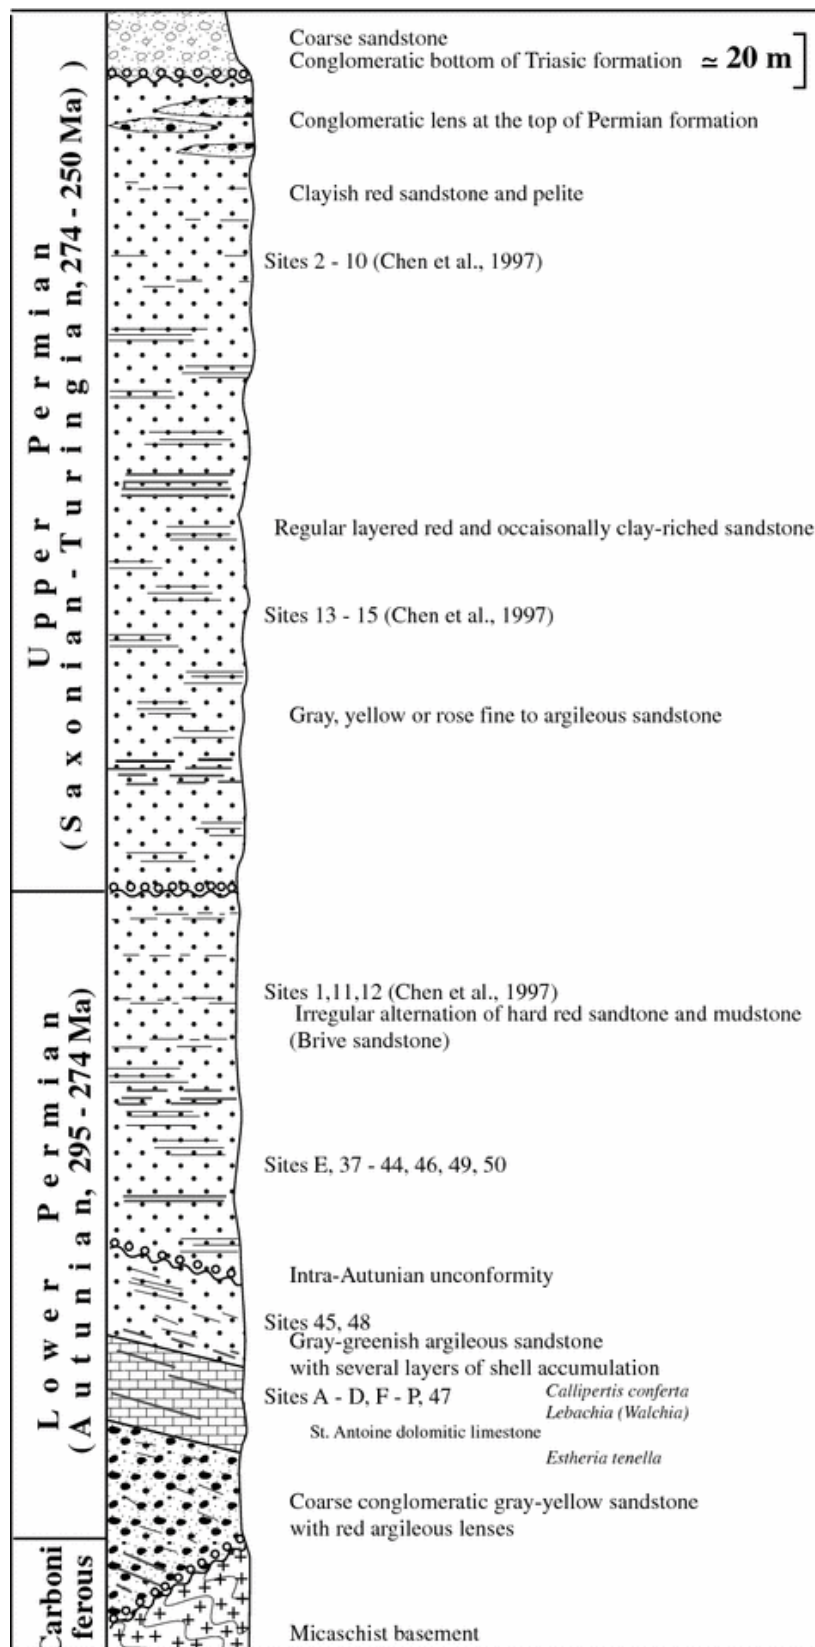 Coarse sandstone
Conglomeratic bottom of Triasic formation ≃ 20 m
Conglomeratic lens at the top of Permian formation
Clayish red sandstone and pelite
Sites 2 - 10 (Chen et al., 1997)
Upper Permian
(Saxonian-Turingian, 274 - 250 Ma) )
Regular layered red and occaisonally clay-riched sandstone
Sites 13 - 15 (Chen et al., 1997)
Gray, yellow or rose fine to argileous sandstone
Sites 1,11,12 (Chen et al., 1997)
Irregular alternation of hard red sandtone and mudstone
(Brive sandstone)
Lower Permian
(Autunian, 295 - 274 Ma)
Sites E, 37 - 44, 46, 49, 50
Intra-Autunian unconformity
Sites 45, 48
Gray-greenish argileous sandstone
with several layers of shell accumulation
Sites A - D, F - P, 47
Callipertis conferta
Lebachia (Walchia)
St. Antoine dolomitic limestone
Estheria tenella
Coarse conglomeratic gray-yellow sandstone
with red argileous lenses
Carboni
ferous
Micaschist basement